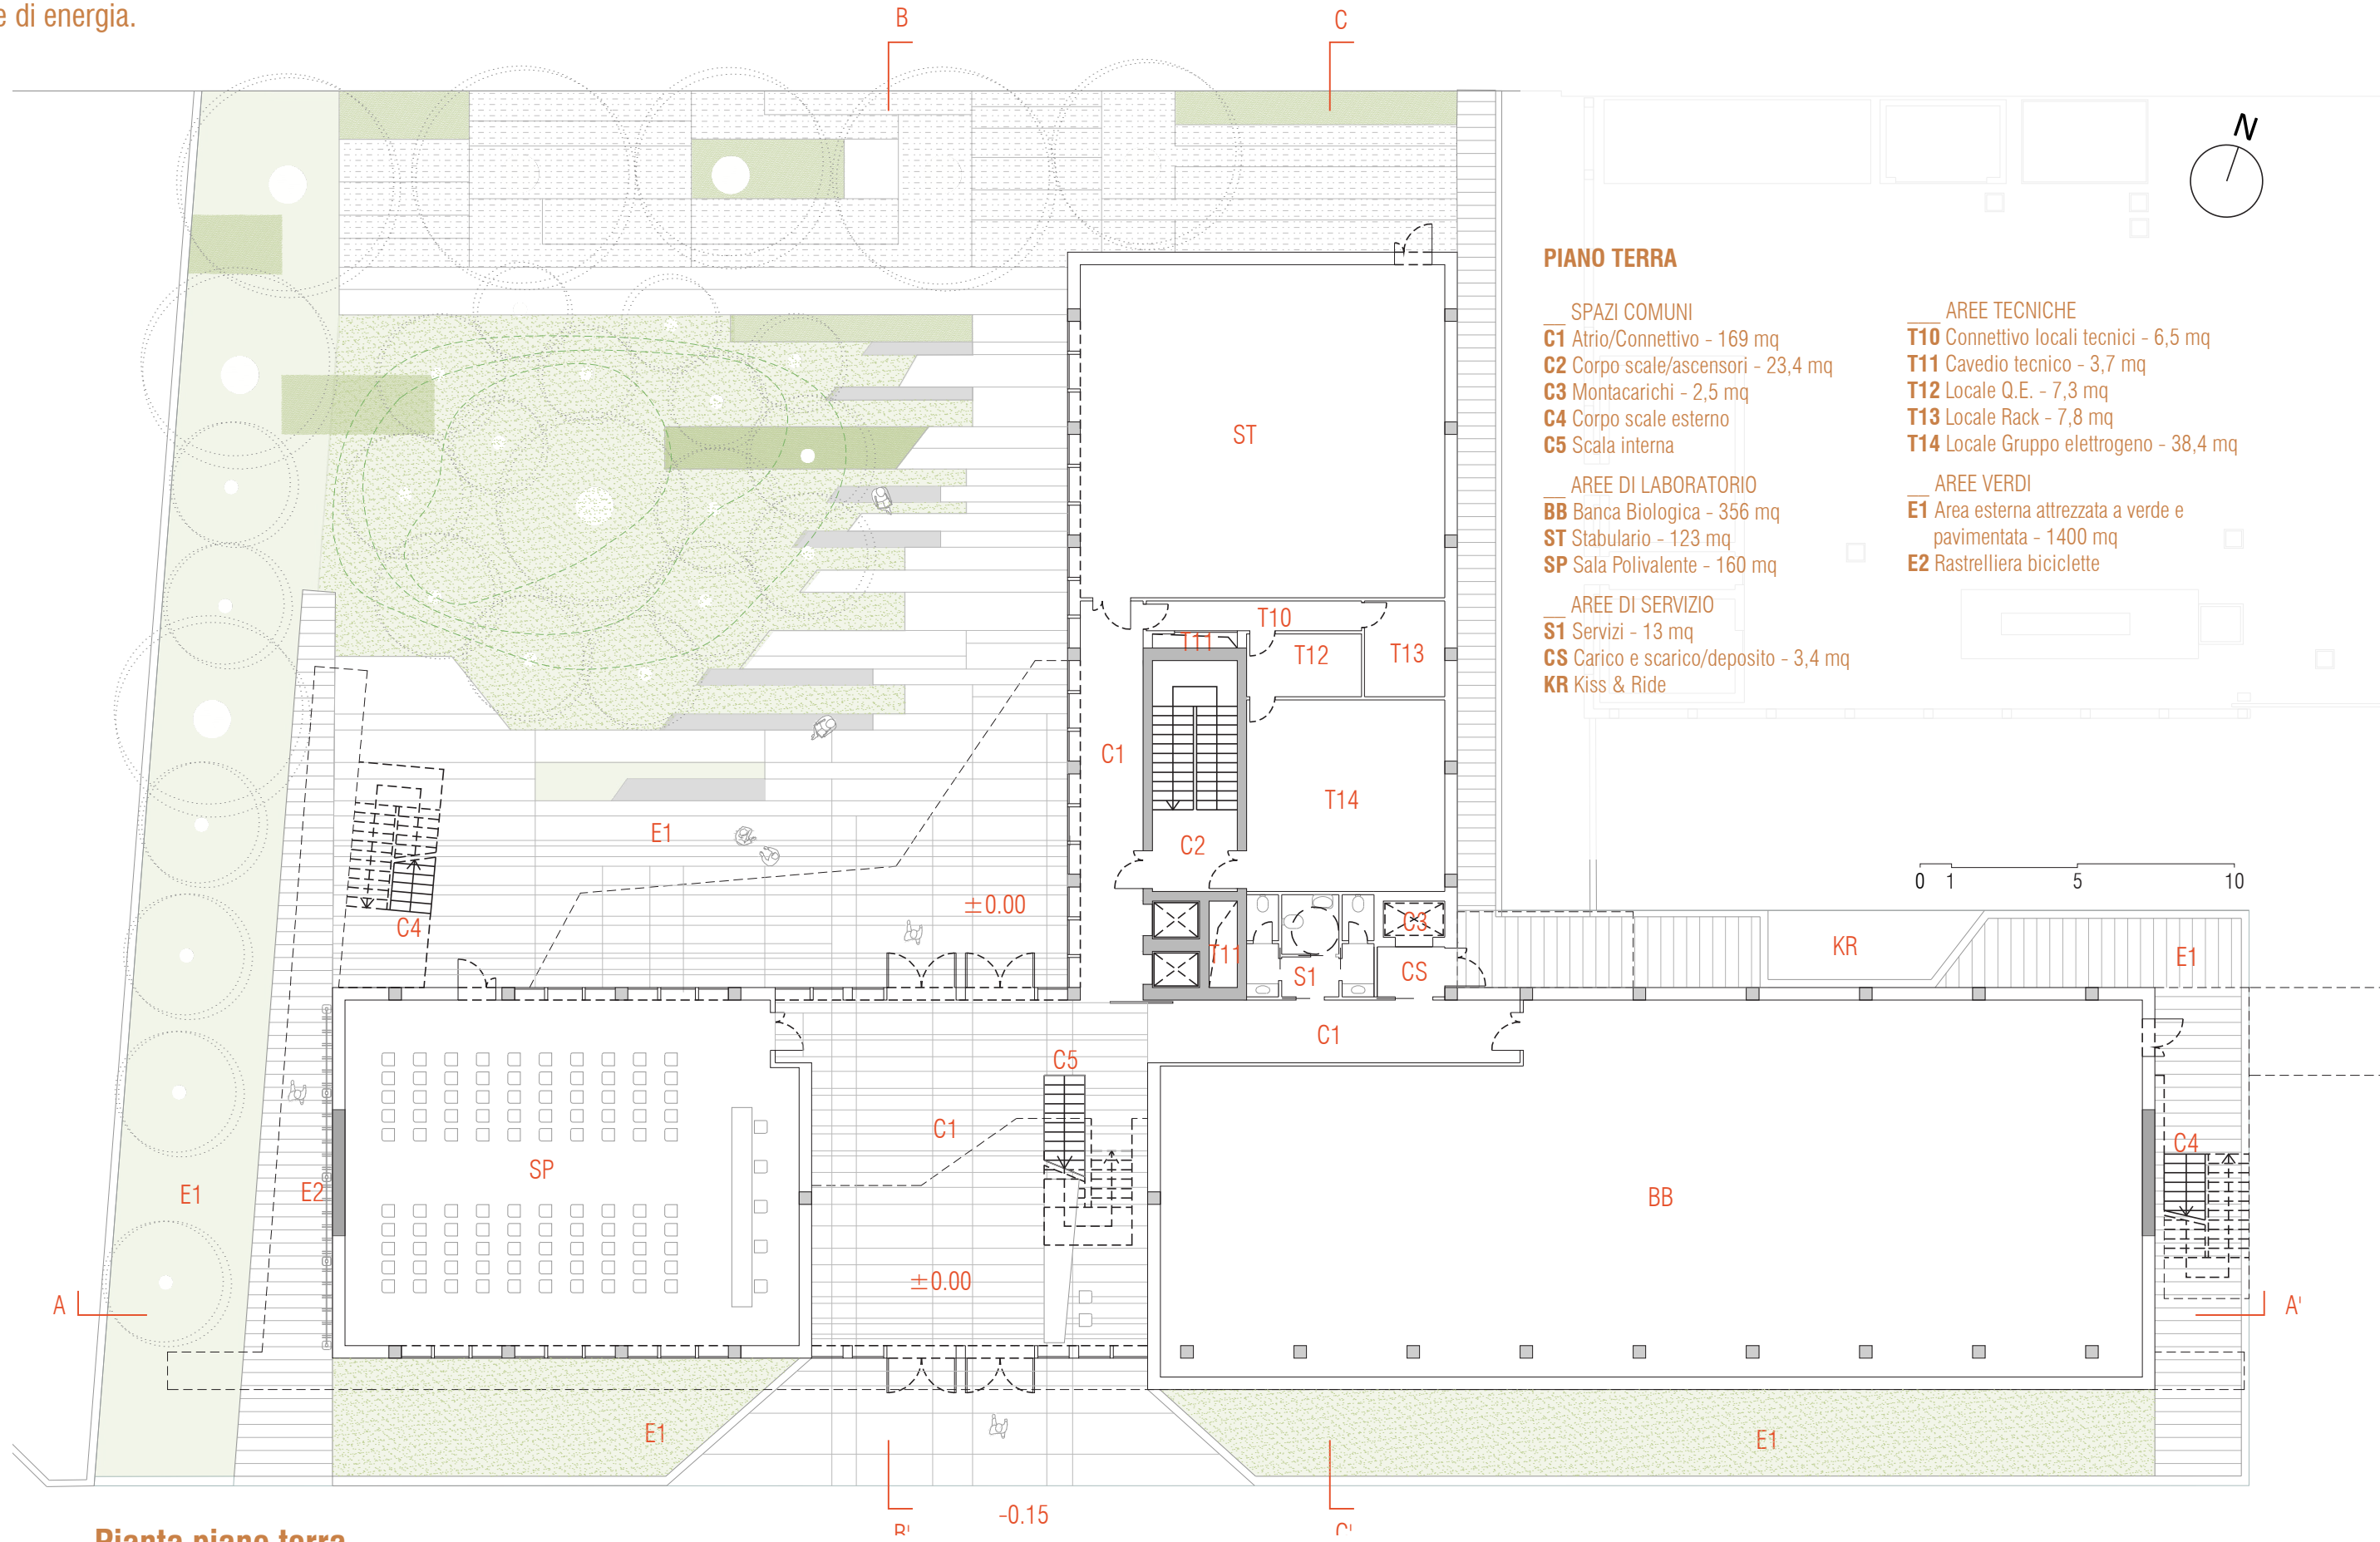 e di energia.
B
C
N
PIANO TERRA
SPAZI COMUNI
C1 Atrio/Connettivo - 169 mq
C2 Corpo scale/ascensori - 23,4 mq
C3 Montacarichi - 2,5 mq
C4 Corpo scale esterno
C5 Scala interna
AREE DI LABORATORIO
BB Banca Biologica - 356 mq
ST Stabulario - 123 mq
SP Sala Polivalente - 160 mq
AREE DI SERVIZIO
S1 Servizi - 13 mq
CS Carico e scarico/deposito - 3,4 mq
KR Kiss & Ride
AREE TECNICHE
T10 Connettivo locali tecnici - 6,5 mq
T11 Cavedio tecnico - 3,7 mq
T12 Locale Q.E. - 7,3 mq
T13 Locale Rack - 7,8 mq
T14 Locale Gruppo elettrogeno - 38,4 mq
AREE VERDI
E1 Area esterna attrezzata a verde e
pavimentata - 1400 mq
E2 Rastrelliera biciclette
ST
T10
T11
T12
T13
C1
T14
E1
C2
0 1 5 10
±0.00
C4
C3
KR
T11
S1
CS
E1
C1
C5
C1
C4
SP
E1
E2
BB
±0.00
A
A'
E1
E1
-0.15
B'
C'
Pianta piano terra